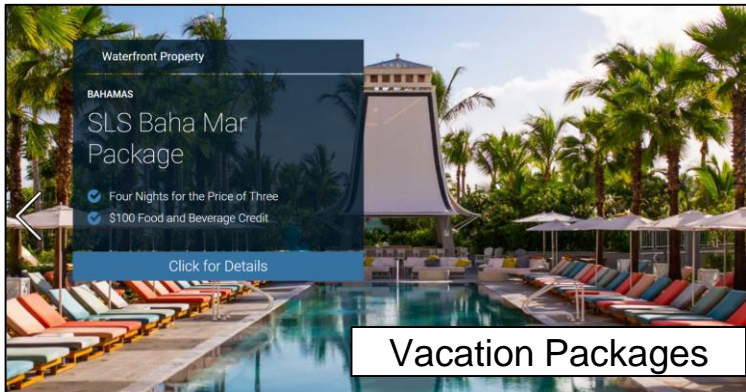 Waterfront Property
BAHAMAS
SLS Baha Mar
Package
Four Nights for the Price of Three
$100 Food and Beverage Credit
Click for Details
Vacation Packages